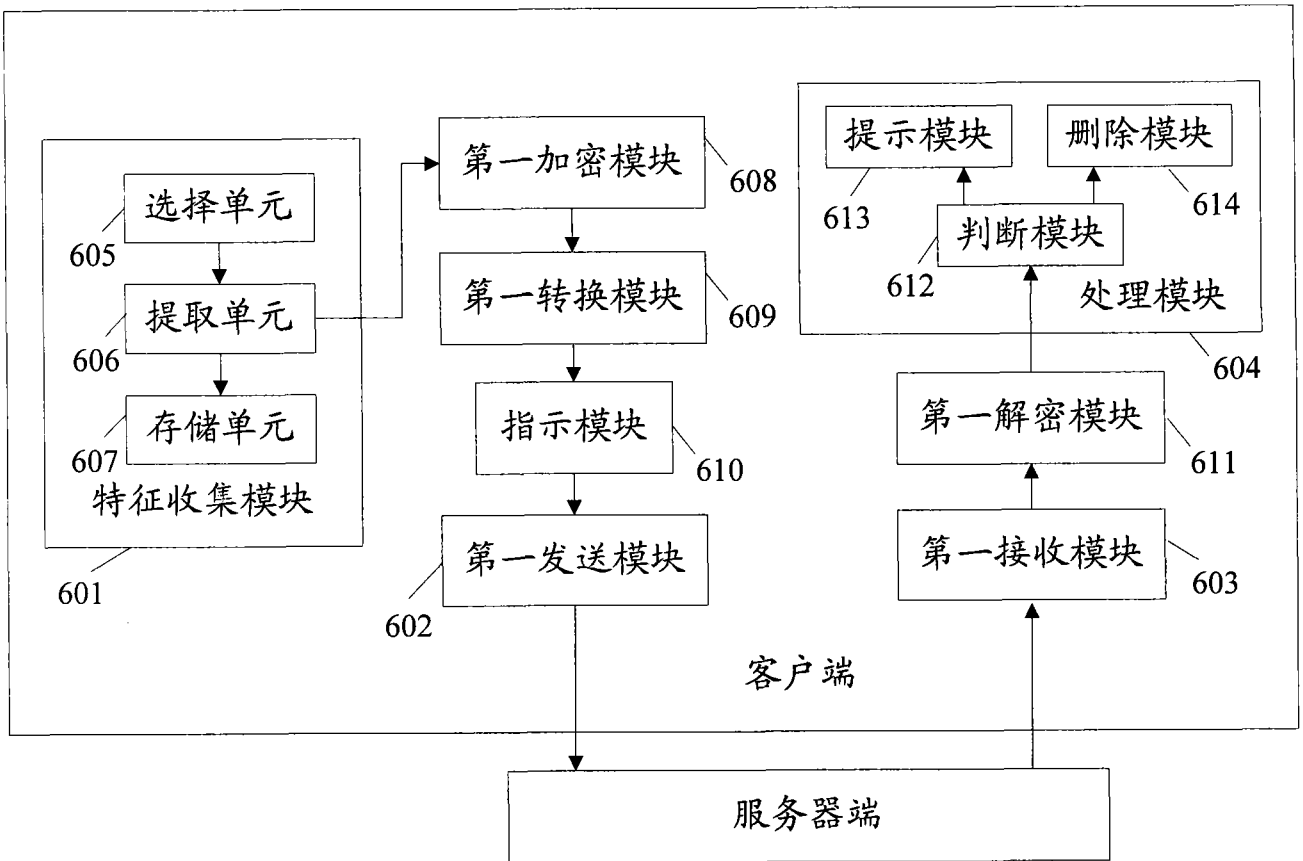 选择单元
605
提取单元
606
存储单元
607
特征收集模块
601
第一加密模块
608
第一转换模块
609
指示模块
610
第一发送模块
602
提示模块
613
删除模块
614
判断模块
612
处理模块
604
第一解密模块
611
第一接收模块
603
客户端
服务器端